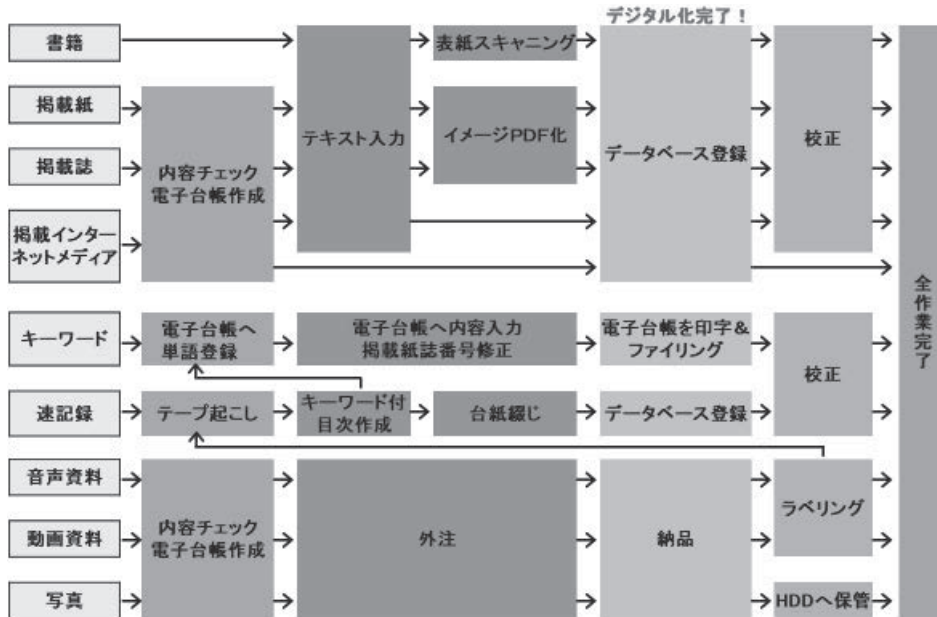 デジタル化完了！
書籍
テキスト入力
表紙スキャニング
データベース登録
校正
全作業完了
掲載紙
内容チェック
電子台帳作成
イメージPDF化
掲載誌
掲載インター
ネットメディア
キーワード
電子台帳へ
単語登録
電子台帳へ内容入力
掲載紙誌番号修正
電子台帳を印字＆
ファイリング
校正
速記録
テープ起こし
キーワード付
目次作成
台紙綴じ
データベース登録
音声資料
内容チェック
電子台帳作成
外注
納品
ラベリング
動画資料
写真
HDDへ保管